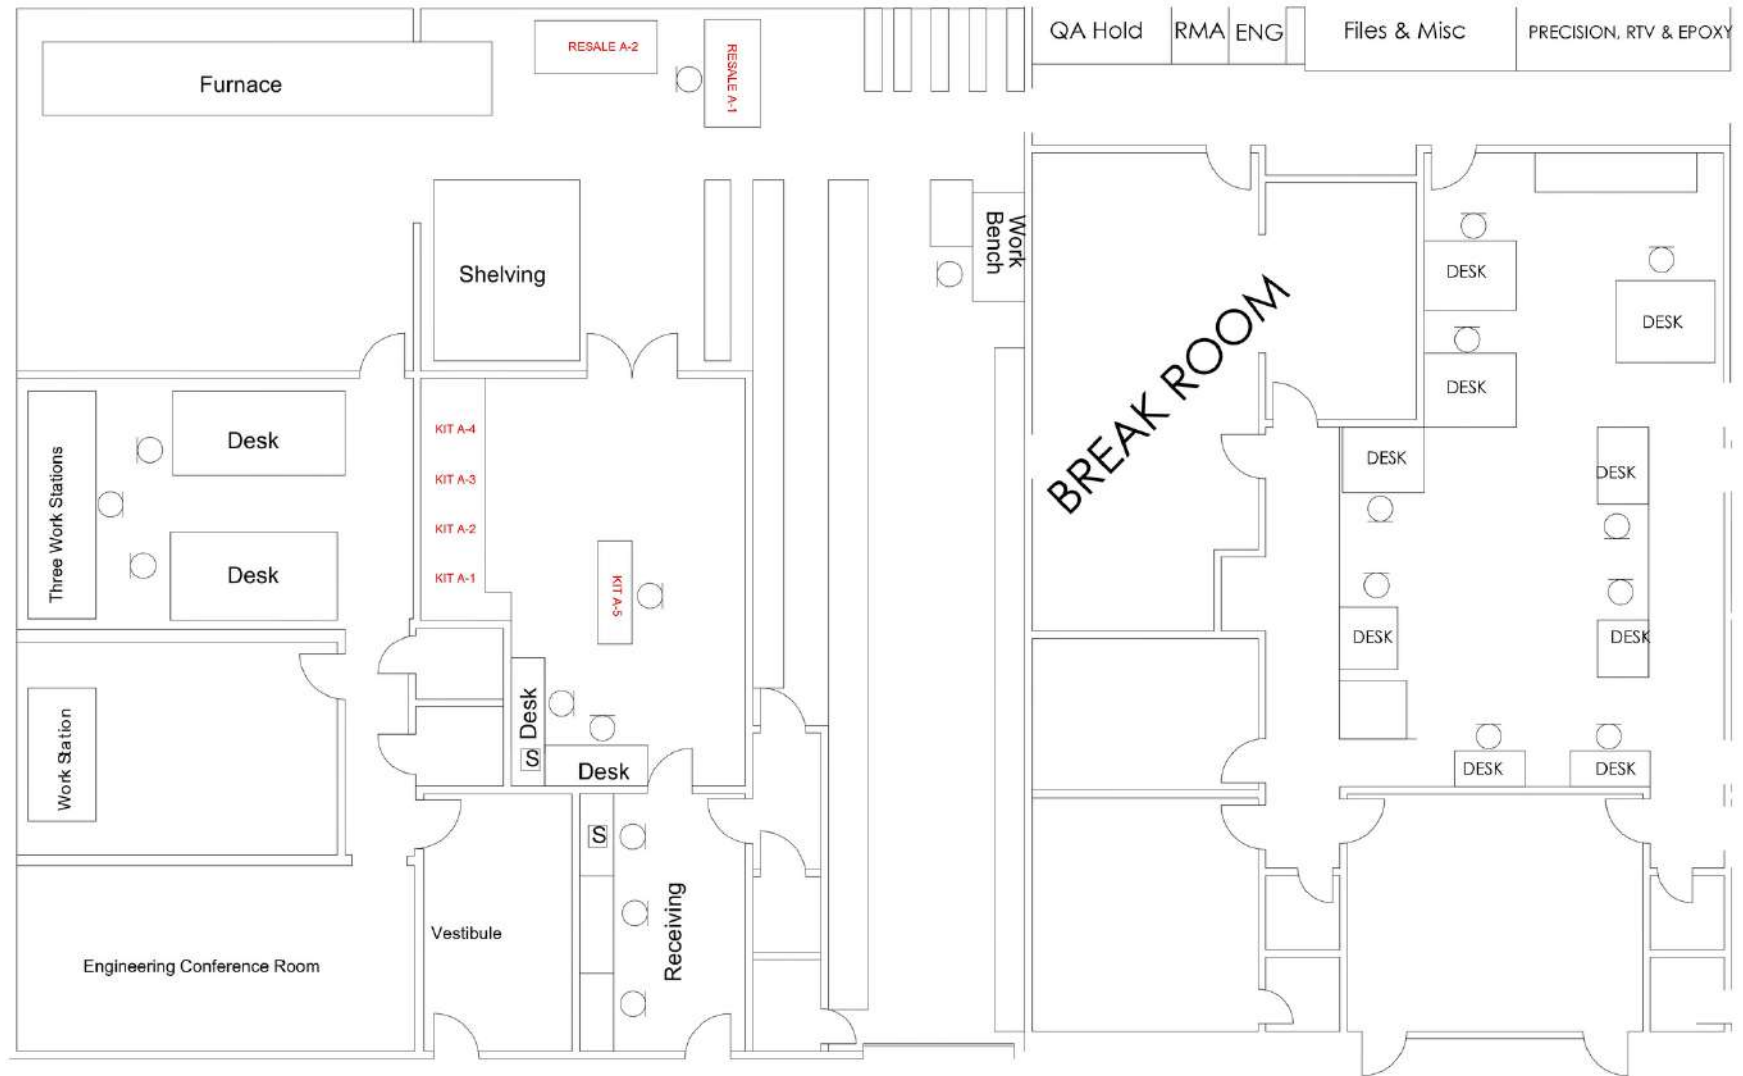 RESALE A-2
RESALE A-1
QA Hold
RMA
ENG
Files & Misc
PRECISION, RTV & EPOXY
Furnace
Shelving
Work
Bench
DESK
DESK
DESK
BREAK ROOM
Three Work Stations
Desk
Desk
KIT A-4
KIT A-3
KIT A-2
KIT A-1
KIT A-5
DESK
DESK
DESK
DESK
Work Station
Desk
S
Desk
DESK
DESK
S
Receiving
Vestibule
Engineering Conference Room